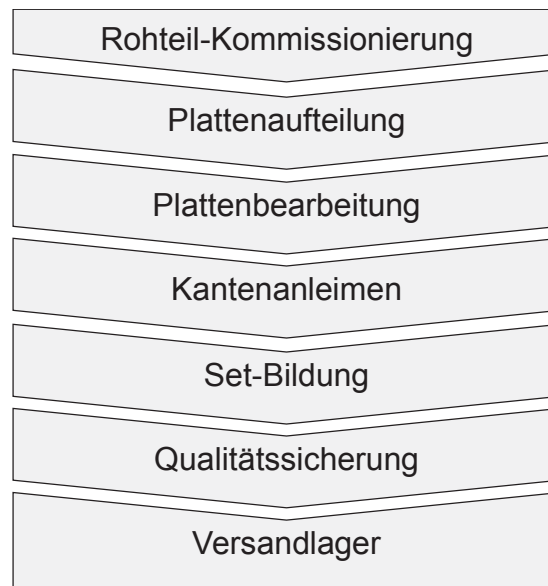 Rohteil-Kommissionierung
Plattenaufteilung
Plattenbearbeitung
Kantenanleimen
Set-Bildung
Qualitätssicherung
Versandlager